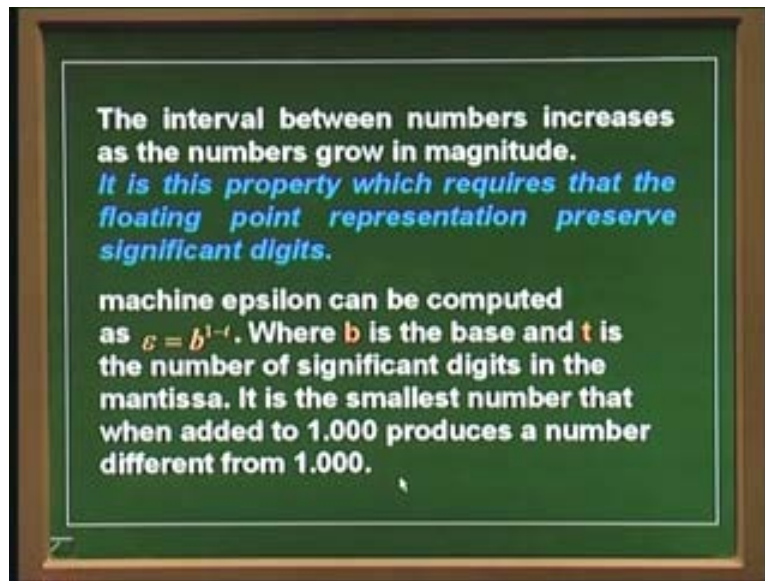 The interval between numbers increases
as the numbers grow in magnitude.
It is this property which requires that the
floating point representation preserve
significant digits.
machine epsilon can be computed
as ε = b^{1-t}. Where b is the base and t is
the number of significant digits in the
mantissa. It is the smallest number that
when added to 1.000 produces a number
different from 1.000.